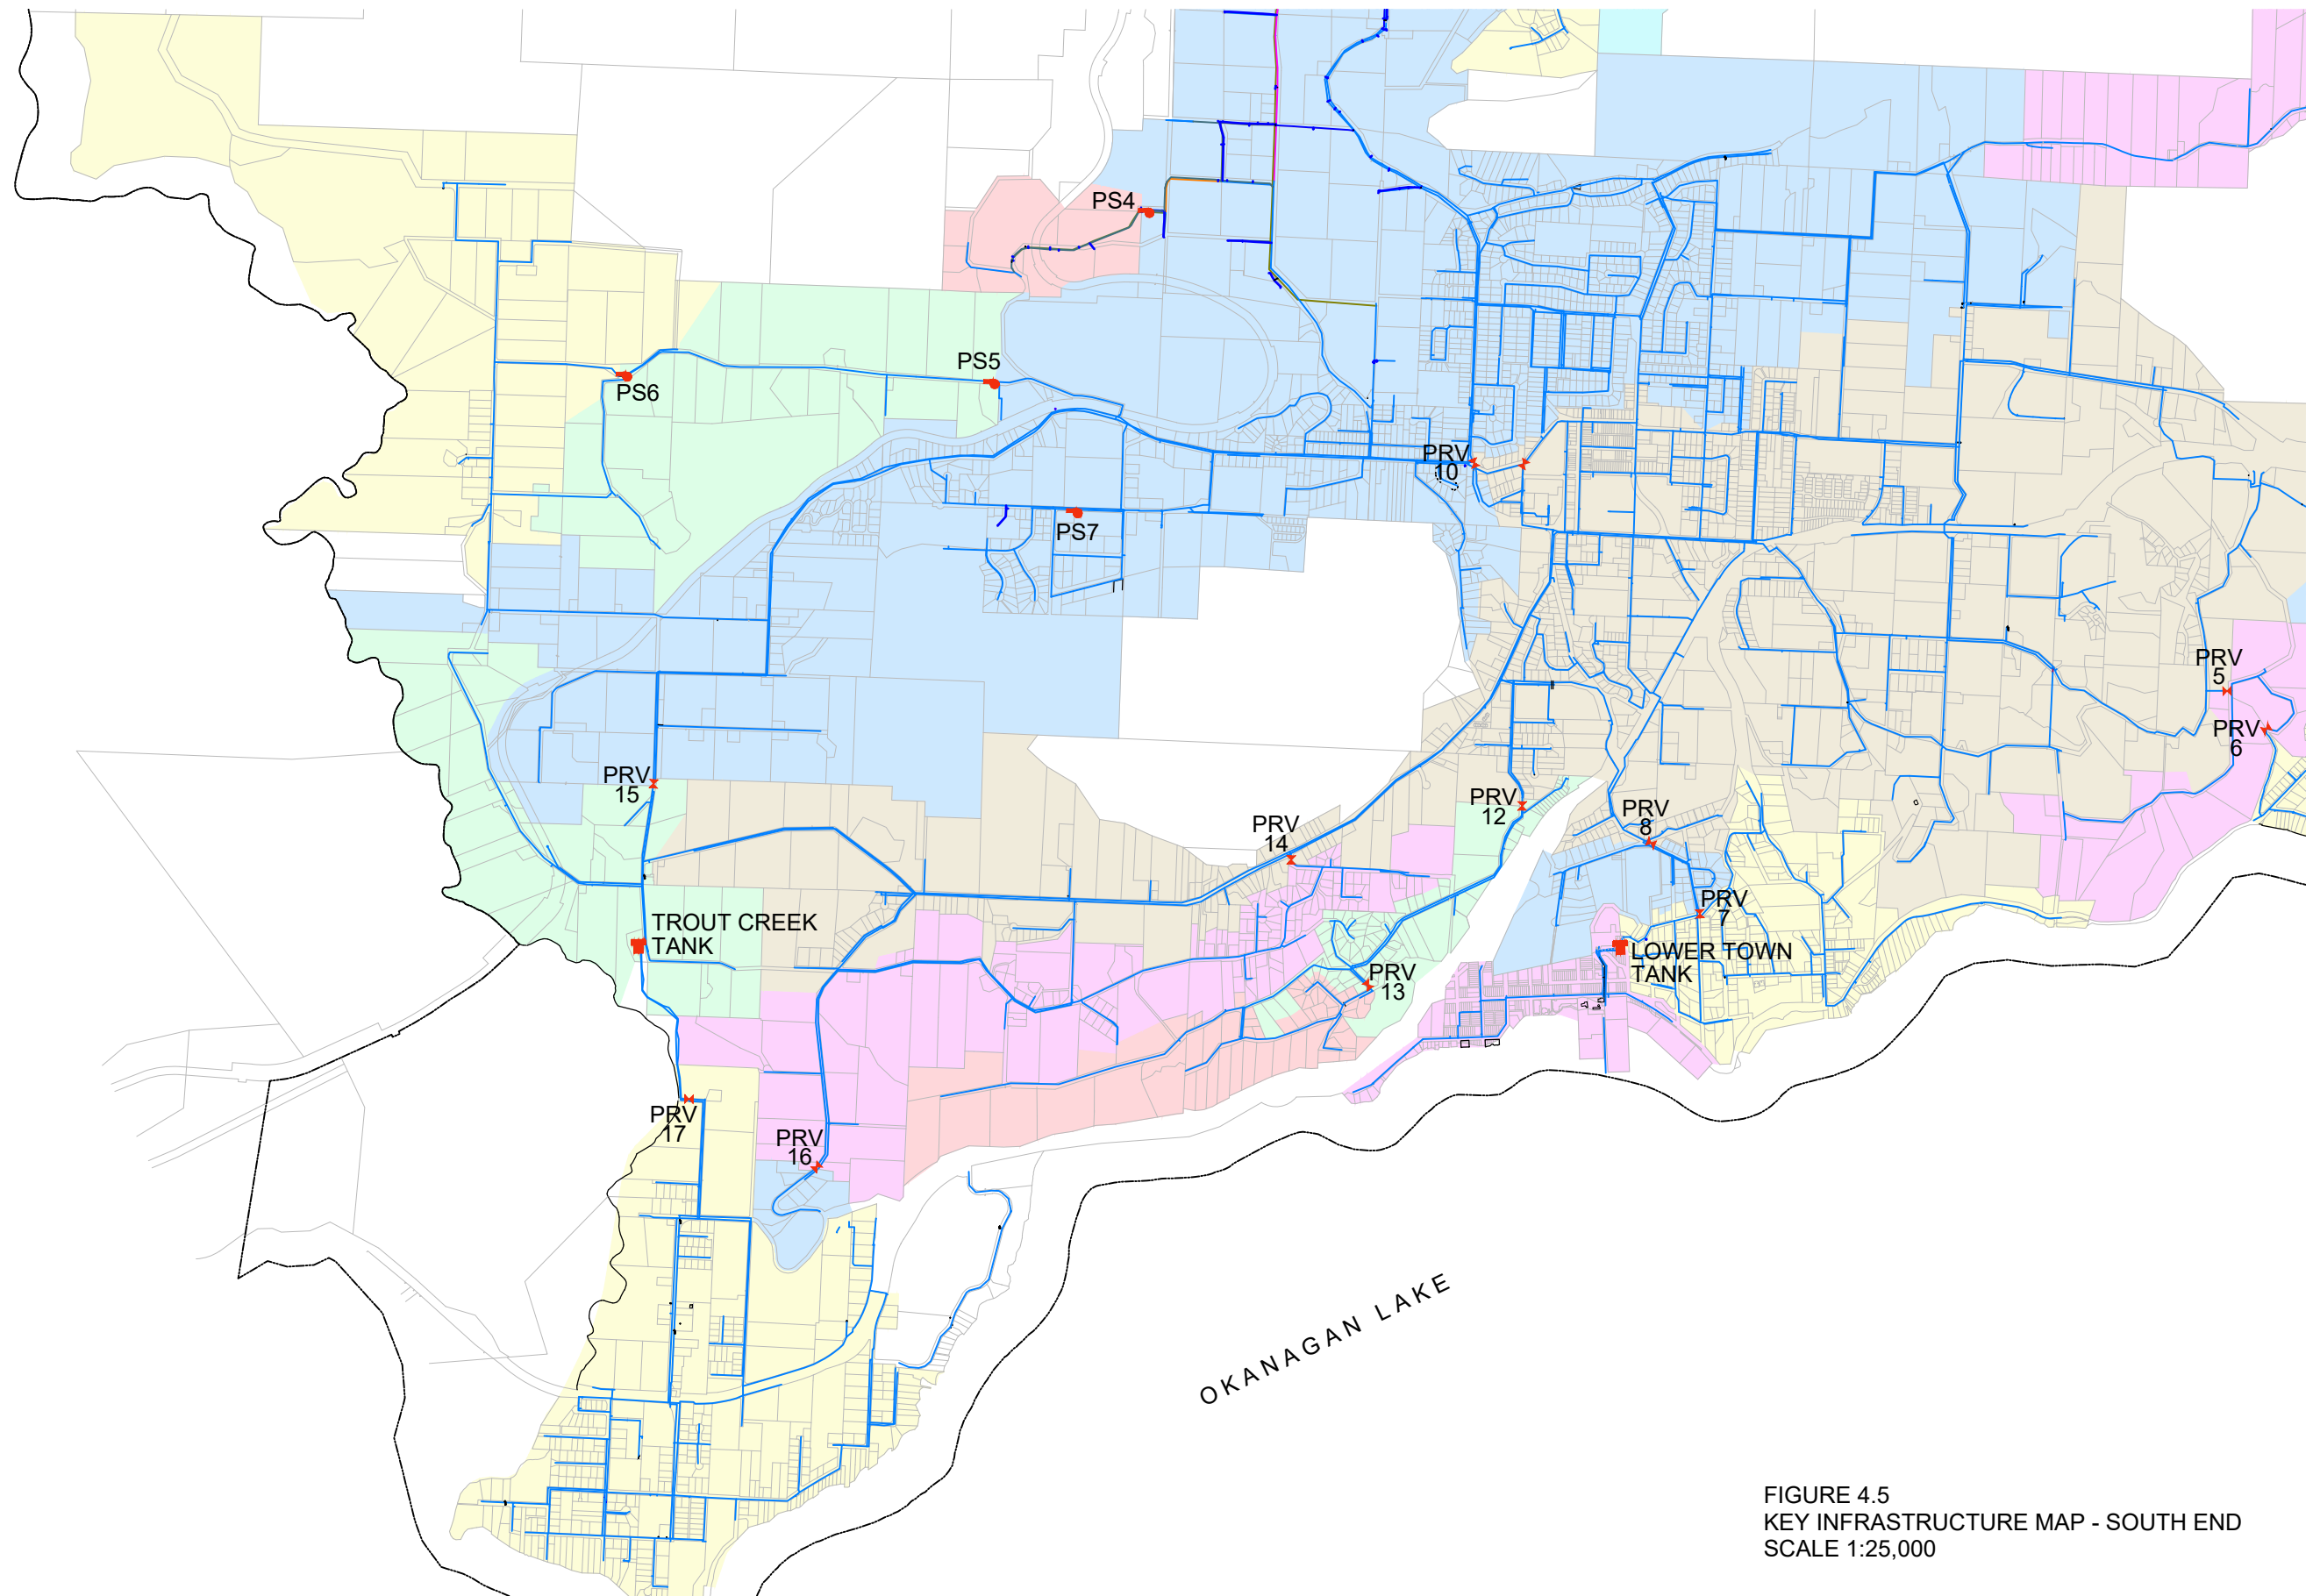 PS4
PS5
PS6
PRV
10
PS7
PRV
5
PRV
6
PRV
15
PRV
12
PRV
8
PRV
14
PRV
7
TROUT CREEK
TANK
LOWER TOWN
TANK
PRV
13
PRV
17
PRV
16
OKANAGAN LAKE
FIGURE 4.5
KEY INFRASTRUCTURE MAP - SOUTH END
SCALE 1:25,000